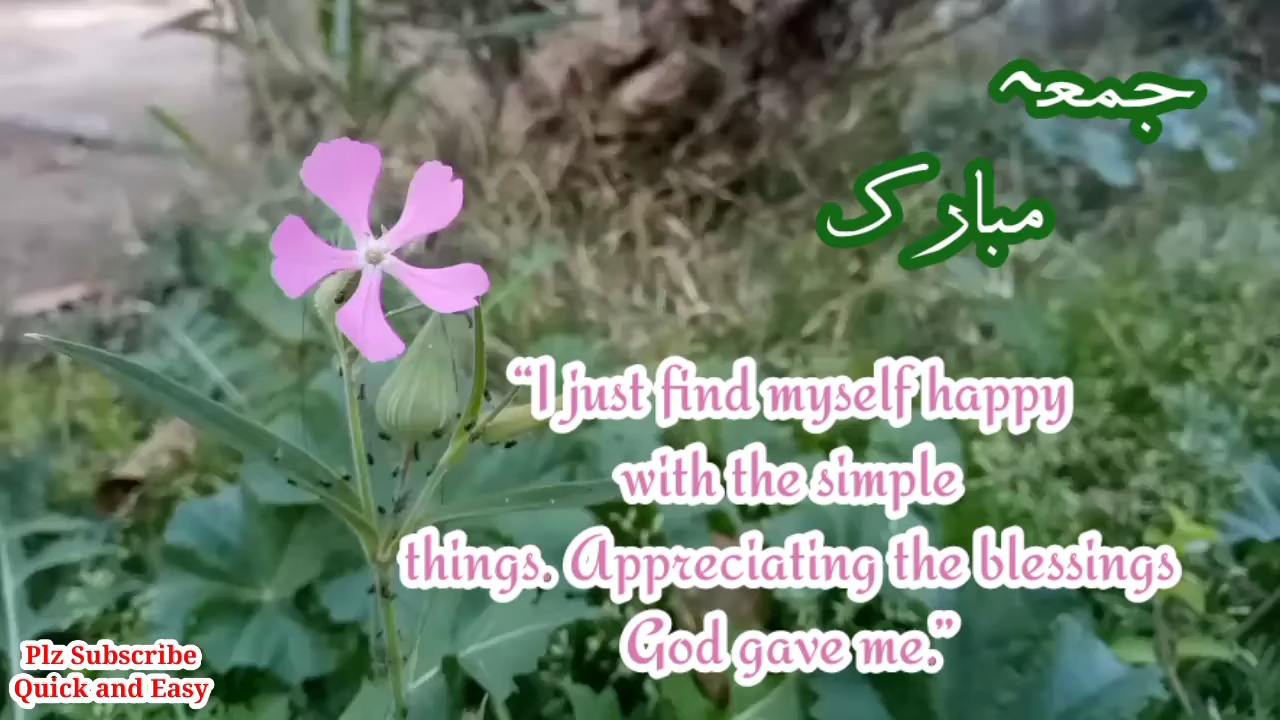 جمعہ
مبارک
“I just find myself happy
with the simple
things. Appreciating the blessings
God gave me.”
Plz Subscribe
Quick and Easy